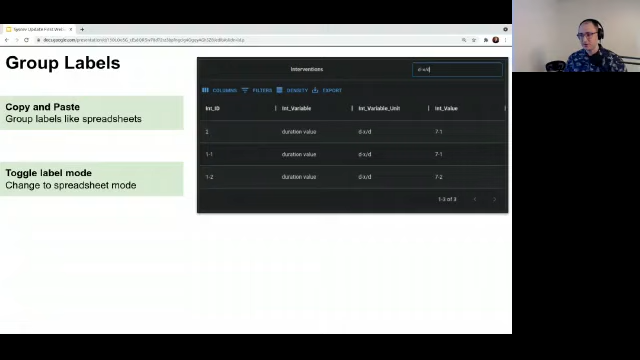 Group Labels
Copy and Paste
Group labels like spreadsheets
Toggle label mode
Change to spreadsheet mode
Interventions
COLUMNS FILTERS DENSITY EXPORT
Int_ID Int_Variable Int_Variable_Unit Int_Value
duration value d-x/d 7-1
1-1 duration value d-x/d 7-1
1-2 duration value d-x/d 7-2
1-3 of 3